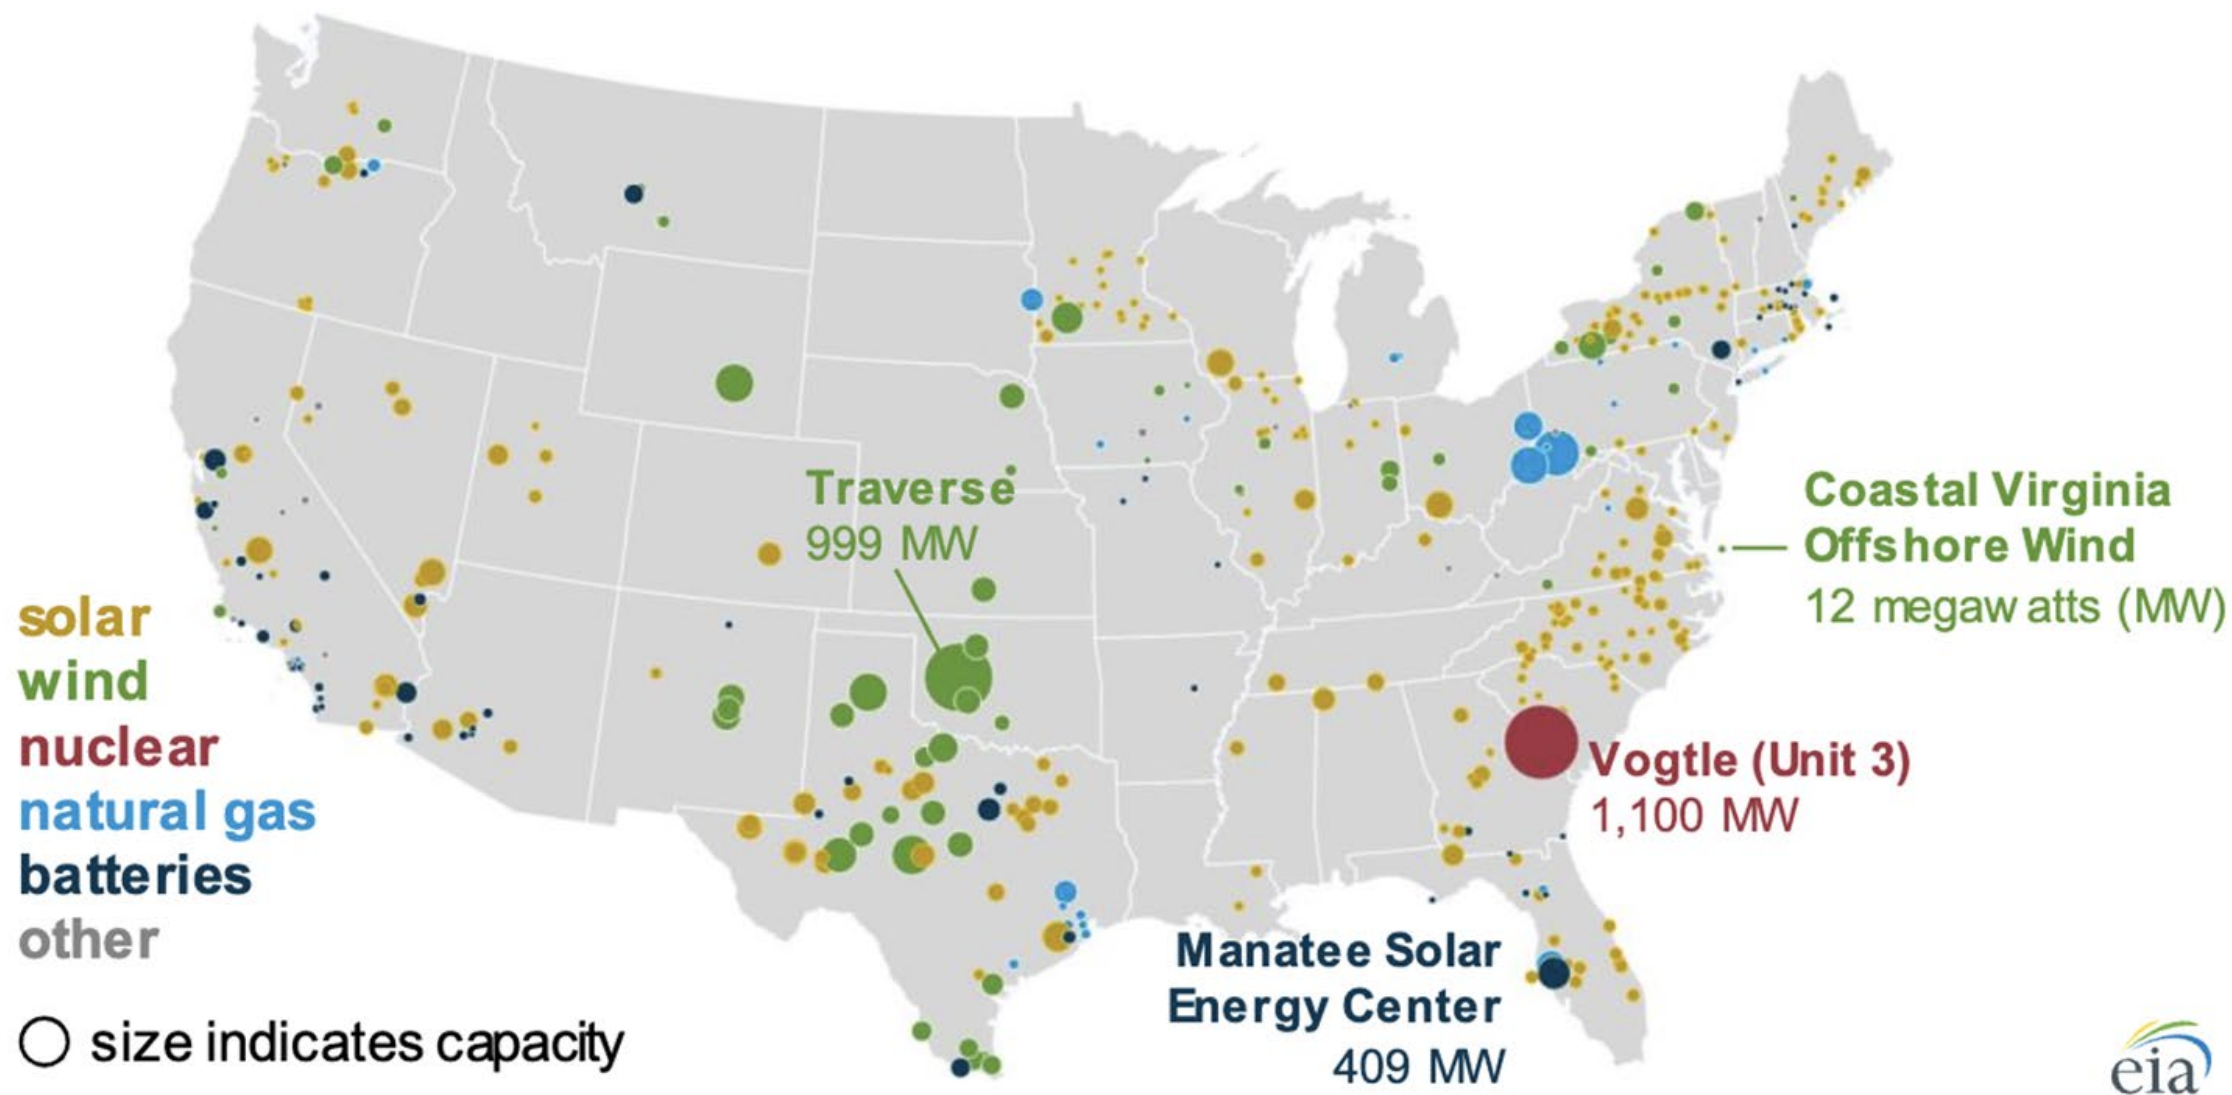 Traverse
999 MW
Coastal Virginia
Offshore Wind
12 megawatts (MW)
solar
wind
nuclear
natural gas
batteries
other
size indicates capacity
Vogtle (Unit 3)
1,100 MW
Manatee Solar
Energy Center
409 MW
eia